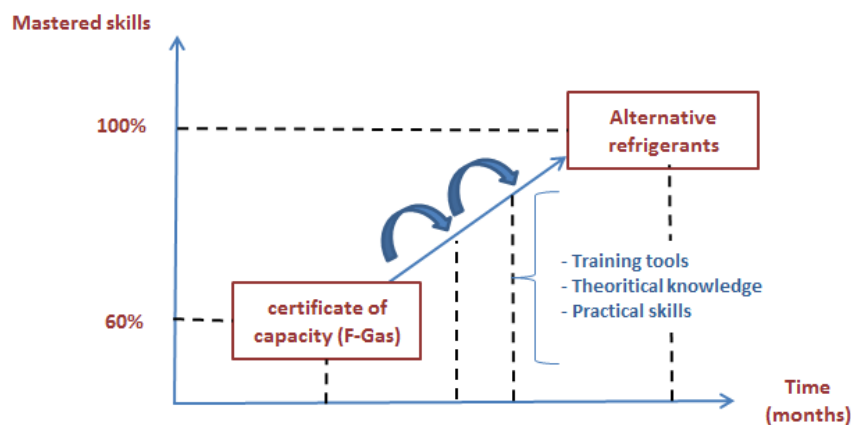 Mastered skills
100%
Alternative
refrigerants
- Training tools
- Theoritical knowledge
- Practical skills
certificate of
capacity (F-Gas)
60%
Time
(months)